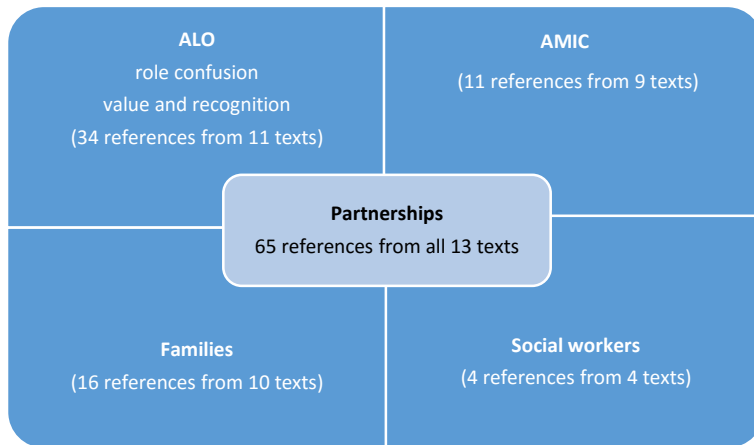 ALO
role confusion
value and recognition
(34 references from 11 texts)
AMIC
(11 references from 9 texts)
Partnerships
65 references from all 13 texts
Families
(16 references from 10 texts)
Social workers
(4 references from 4 texts)